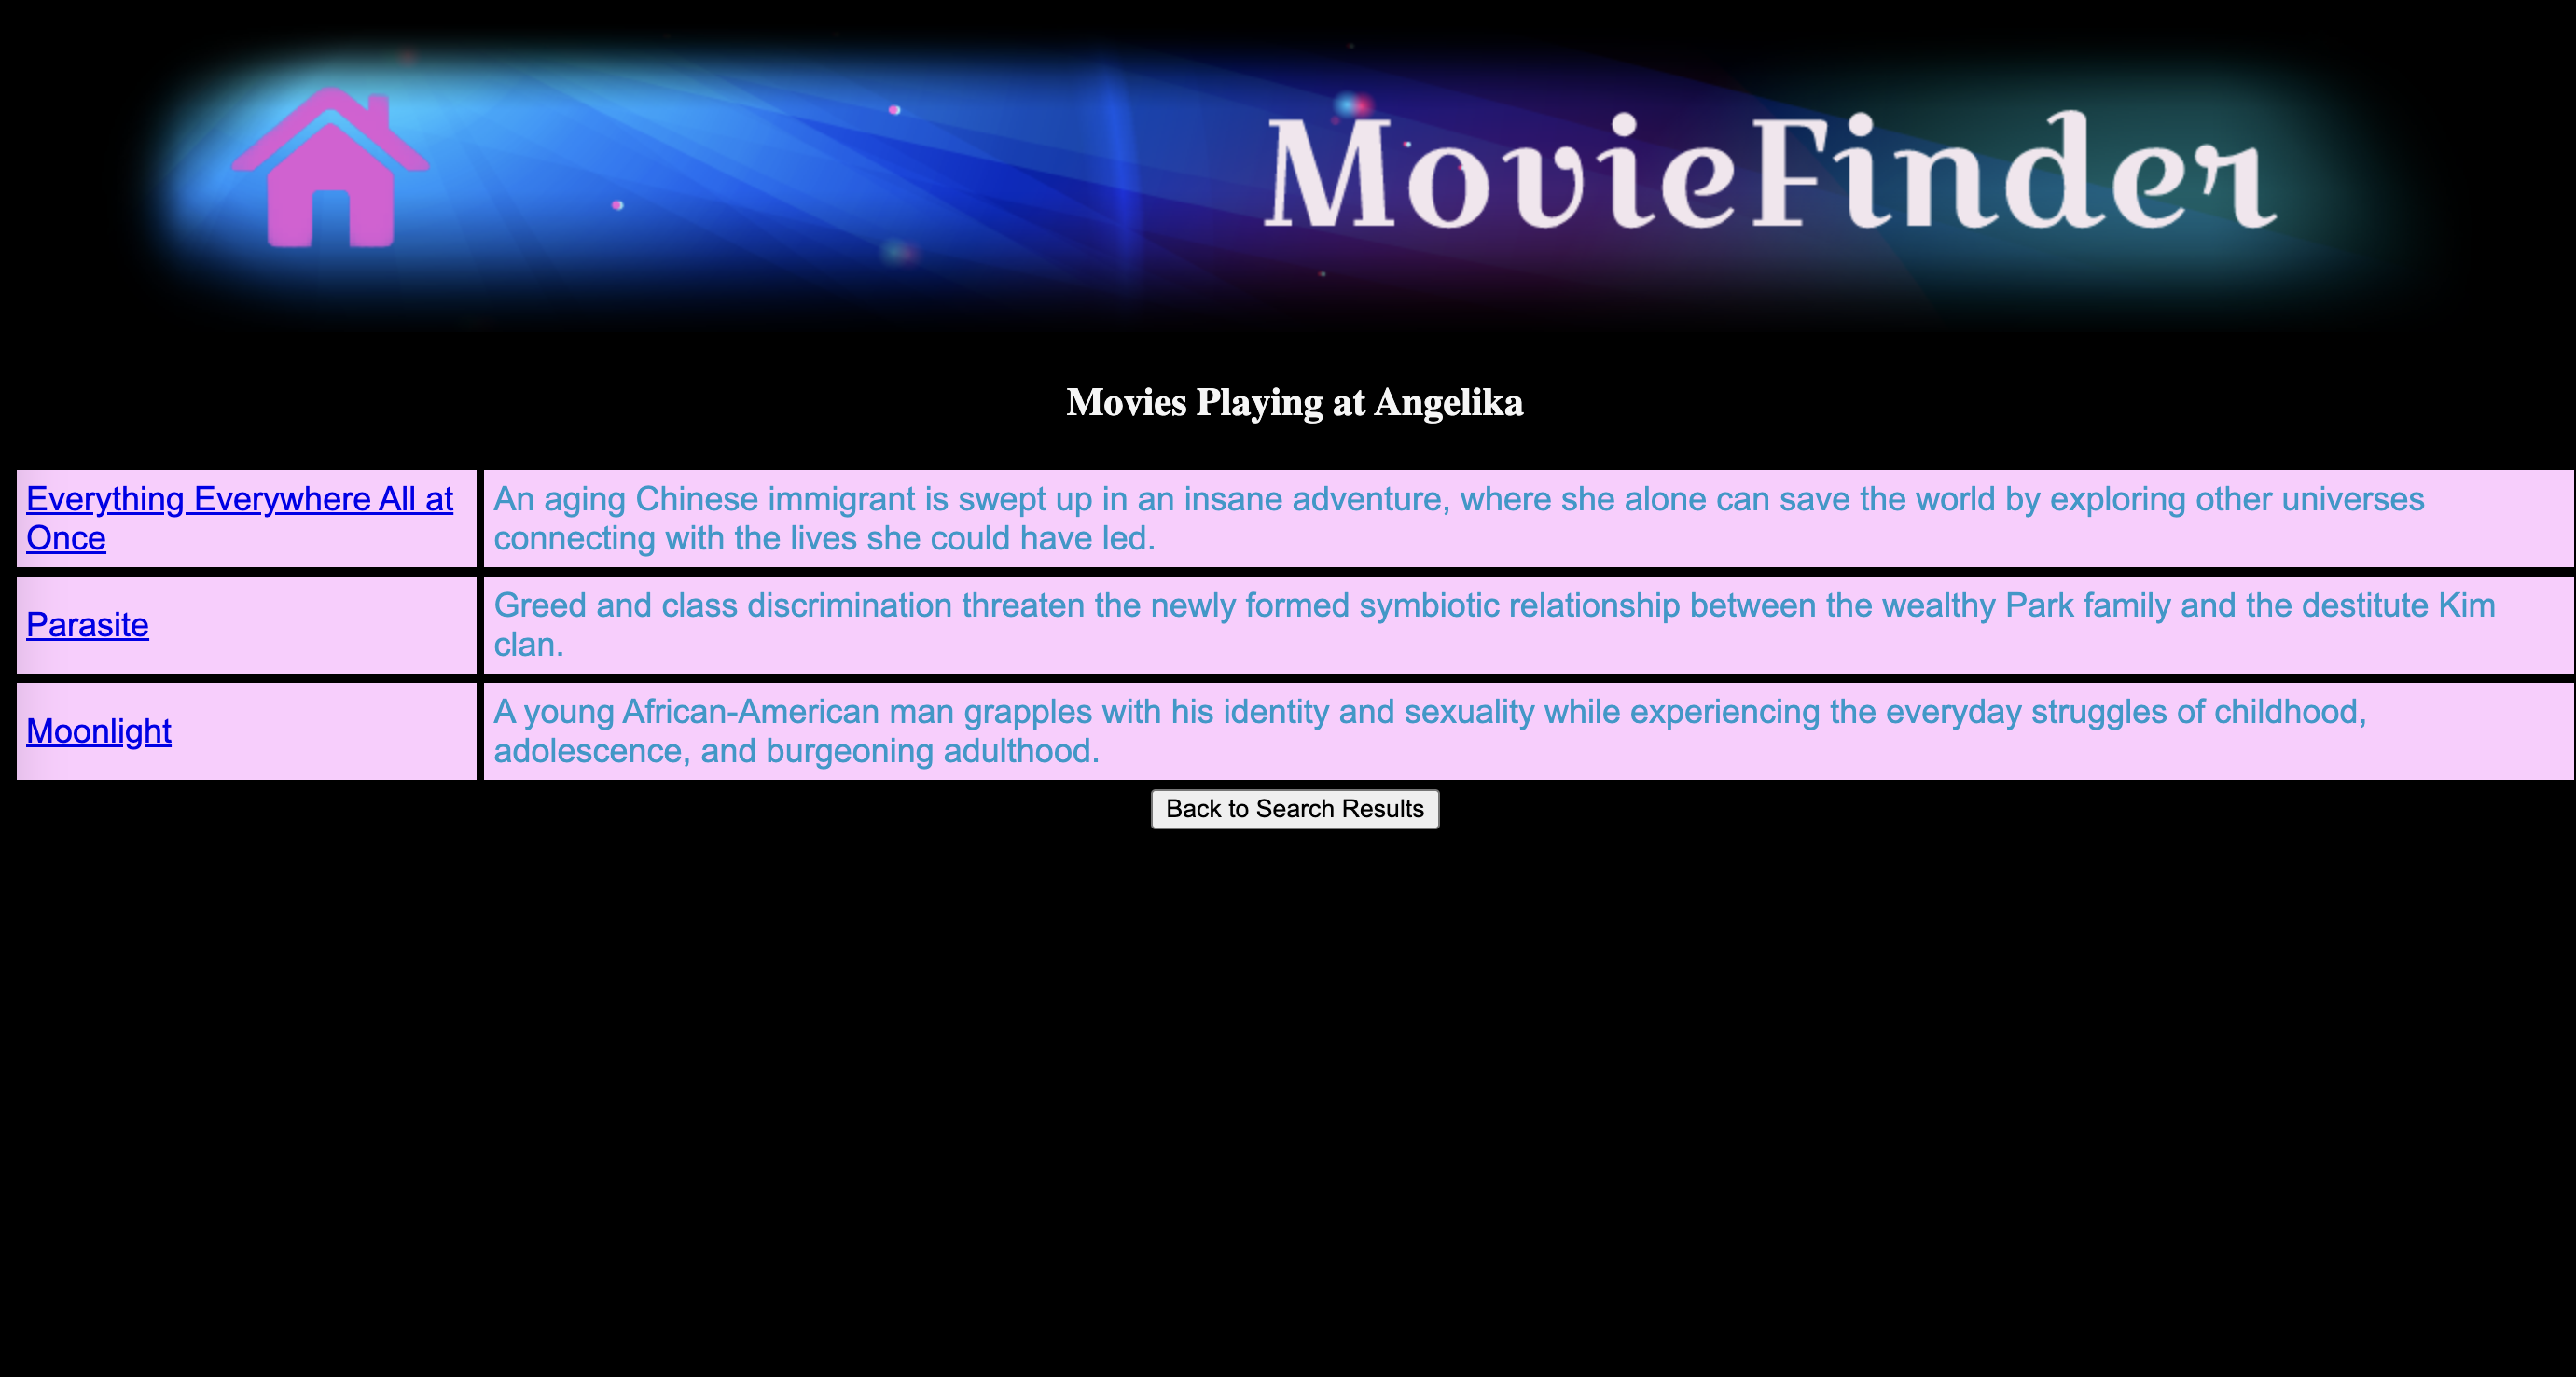 MovieFinder
Movies Playing at Angelika
Everything Everywhere All at
Once
An aging Chinese immigrant is swept up in an insane adventure, where she alone can save the world by exploring other universes
connecting with the lives she could have led.
Parasite
Greed and class discrimination threaten the newly formed symbiotic relationship between the wealthy Park family and the destitute Kim
clan.
Moonlight
A young African-American man grapples with his identity and sexuality while experiencing the everyday struggles of childhood,
adolescence, and burgeoning adulthood.
Back to Search Results